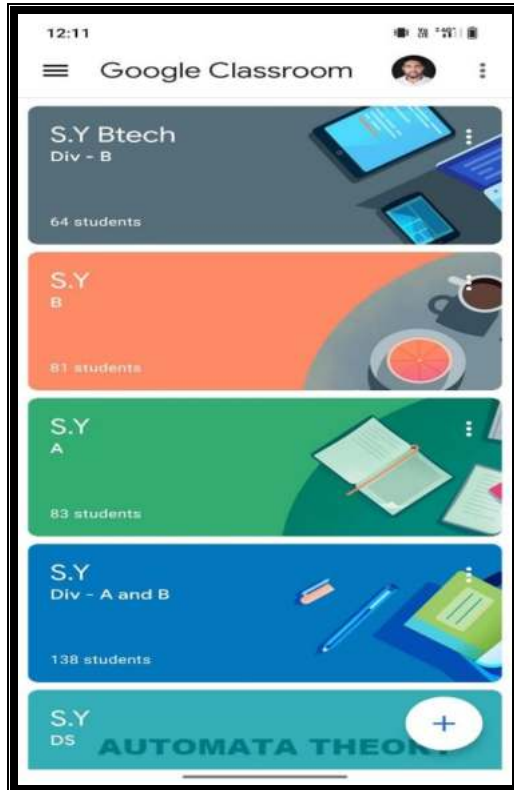 12:11
Google Classroom
S.Y Btech
Div - B
64 students
S.Y
B
81 students
S.Y
A
83 students
S.Y
Div - A and B
138 students
S.Y
DS
AUTOMATA THEORY